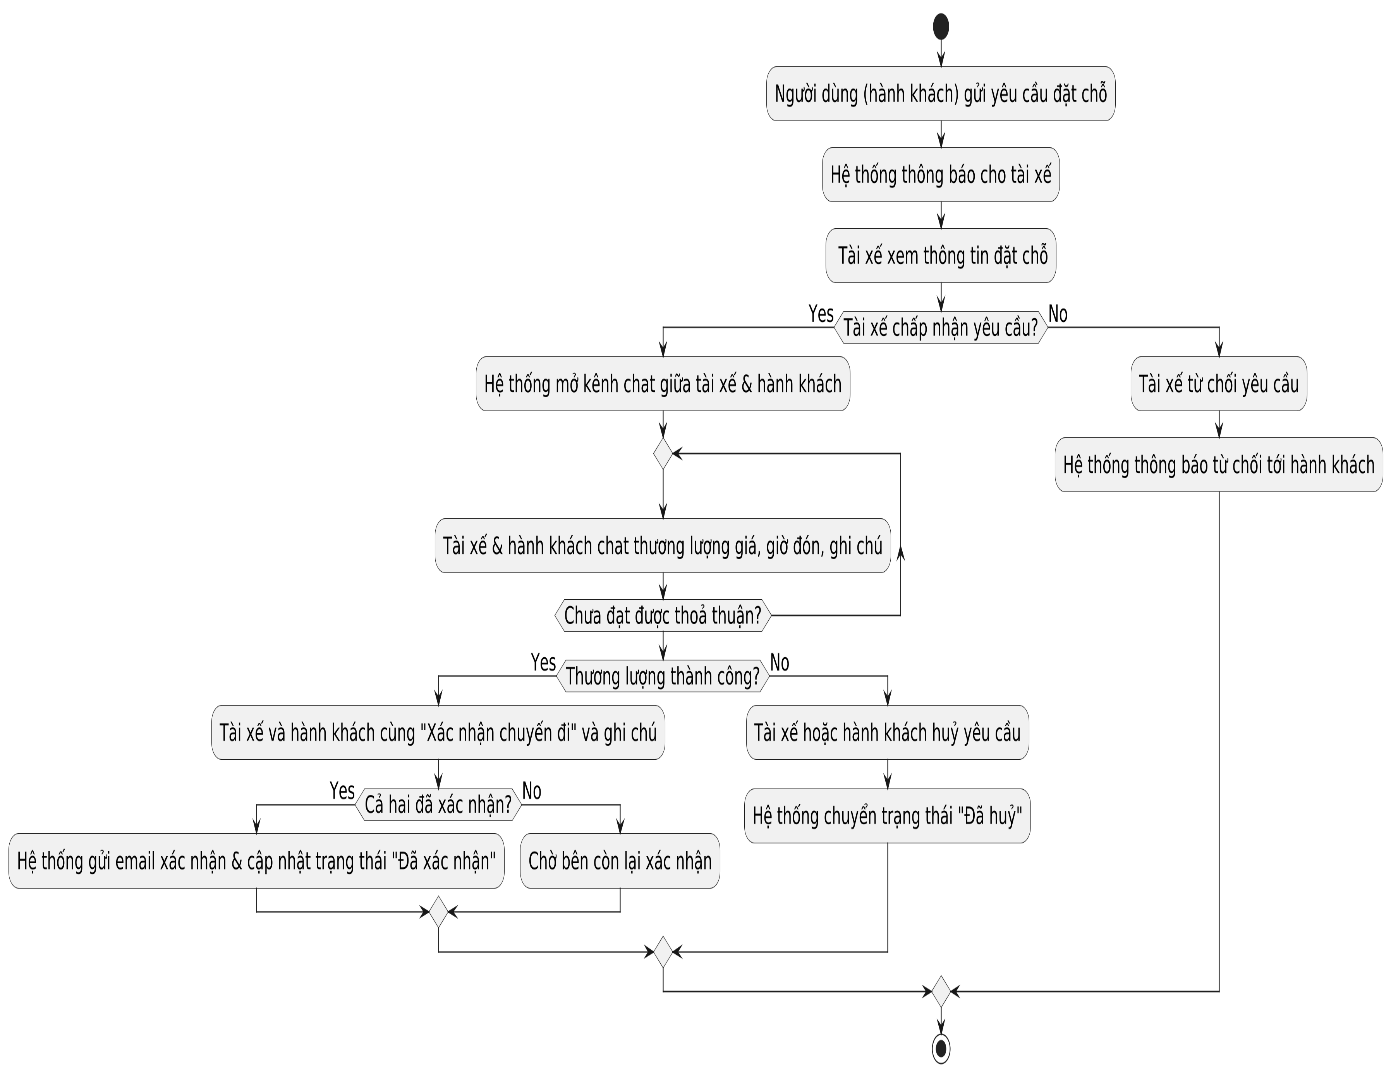 Người dùng (hành khách) gửi yêu cầu đặt chỗ
Hệ thống thông báo cho tài xế
Tài xế xem thông tin đặt chỗ
Yes
Tài xế chấp nhận yêu cầu?
No
Hệ thống mở kênh chat giữa tài xế & hành khách
Tài xế từ chối yêu cầu
Hệ thống thông báo từ chối tới hành khách
Tài xế & hành khách chat thương lượng giá, giờ đón, ghi chú
Chưa đạt được thoả thuận?
Yes
Thương lượng thành công?
No
Tài xế và hành khách cùng "Xác nhận chuyến đi" và ghi chú
Tài xế hoặc hành khách huỷ yêu cầu
Yes
Cả hai đã xác nhận?
No
Hệ thống chuyển trạng thái "Đã huỷ"
Hệ thống gửi email xác nhận & cập nhật trạng thái "Đã xác nhận"
Chờ bên còn lại xác nhận